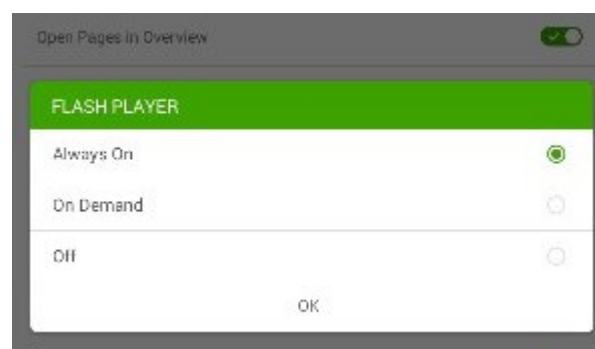 Open Pages in Overview
FLASH PLAYER
Always On
On Demand
Off
OK